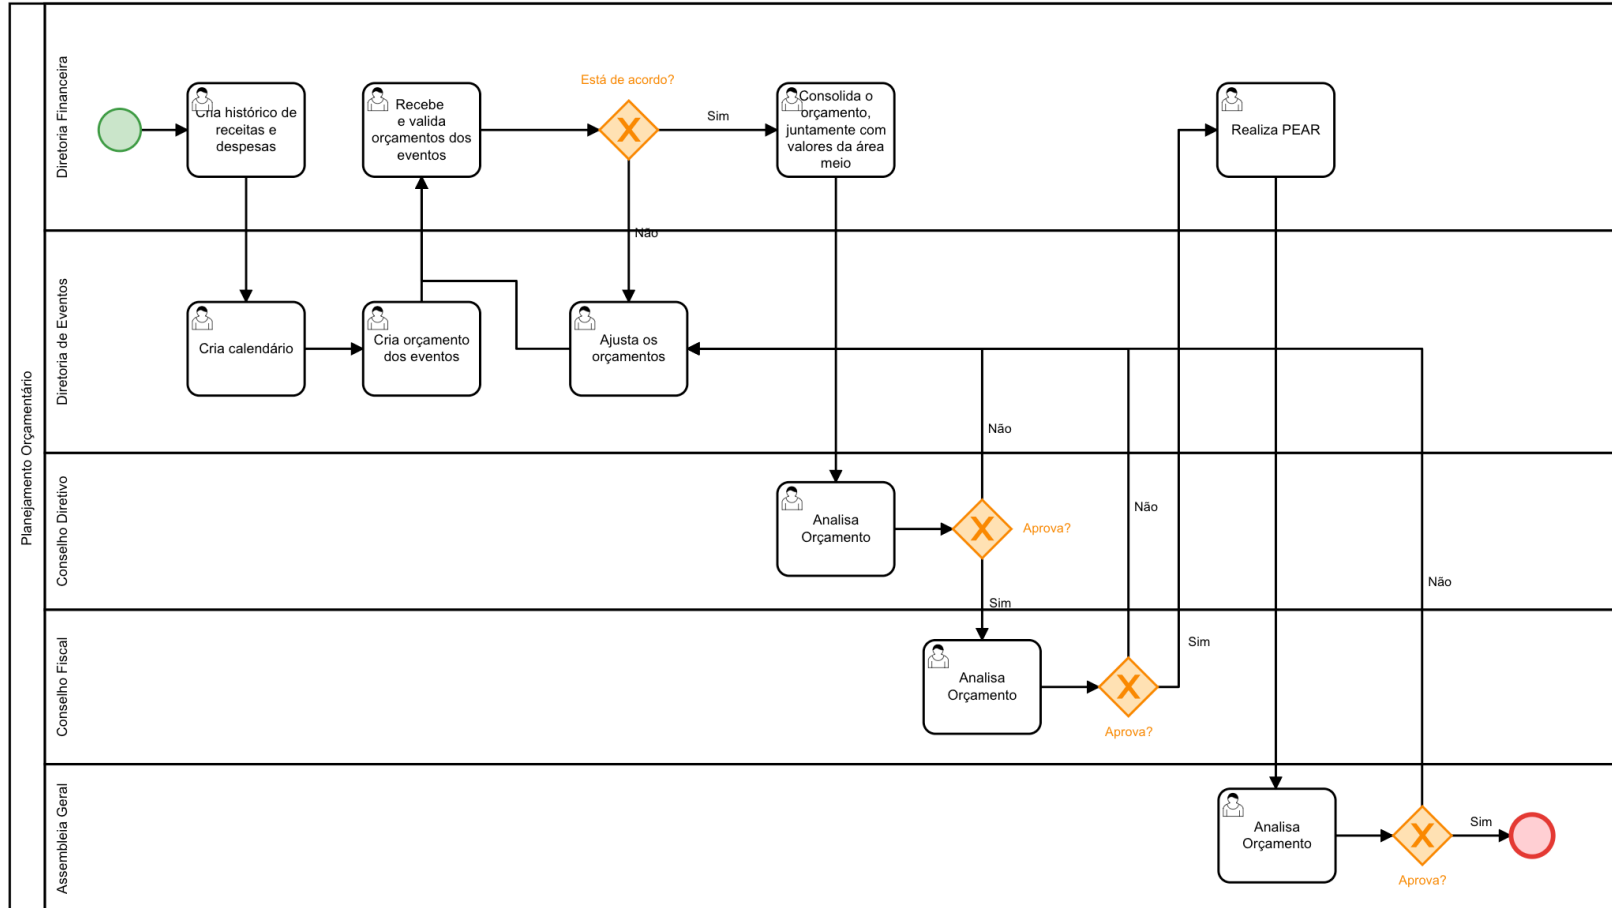 Planejamento Orçamentário
Diretoria Financeira
Cria histórico de
receitas e
despesas
Recebe
e valida
orçamentos dos
eventos
Está de acordo?
Sim
Não
Consolida o
orçamento,
juntamente com
valores da área
meio
Realiza PEAR
Diretoria de Eventos
Cria calendário
Cria orçamento
dos eventos
Ajusta os
orçamentos
Conselho Diretivo
Analisa
Orçamento
Aprova?
Não
Sim
Conselho Fiscal
Analisa
Orçamento
Aprova?
Não
Sim
Assembleia Geral
Analisa
Orçamento
Aprova?
Não
Sim